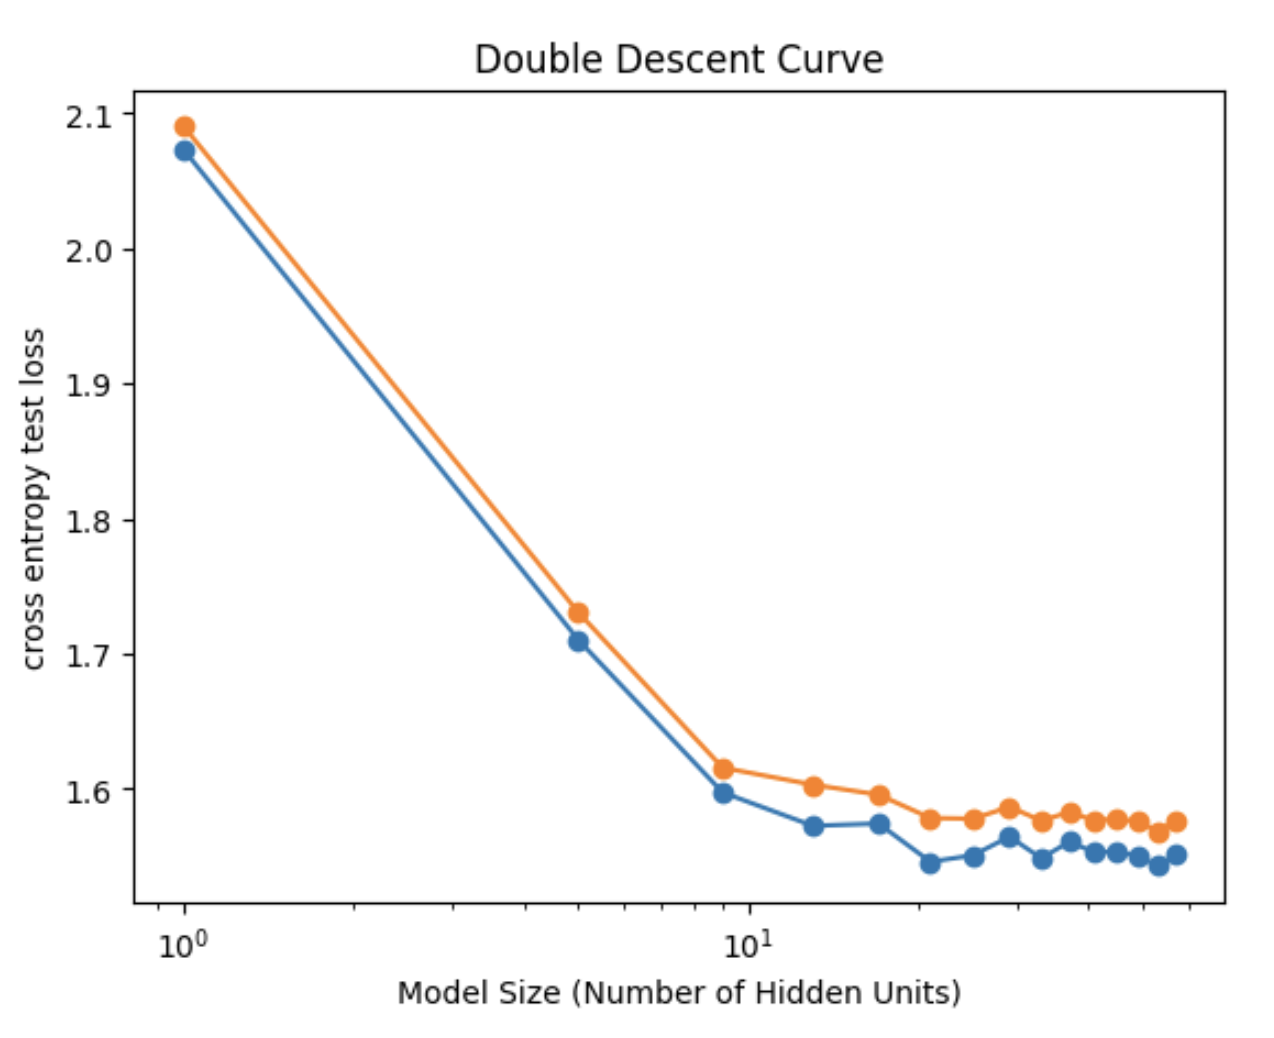 Double Descent Curve
cross entropy test loss
2.1
2.0
1.9
1.8
1.7
1.6
10⁰
10¹
Model Size (Number of Hidden Units)